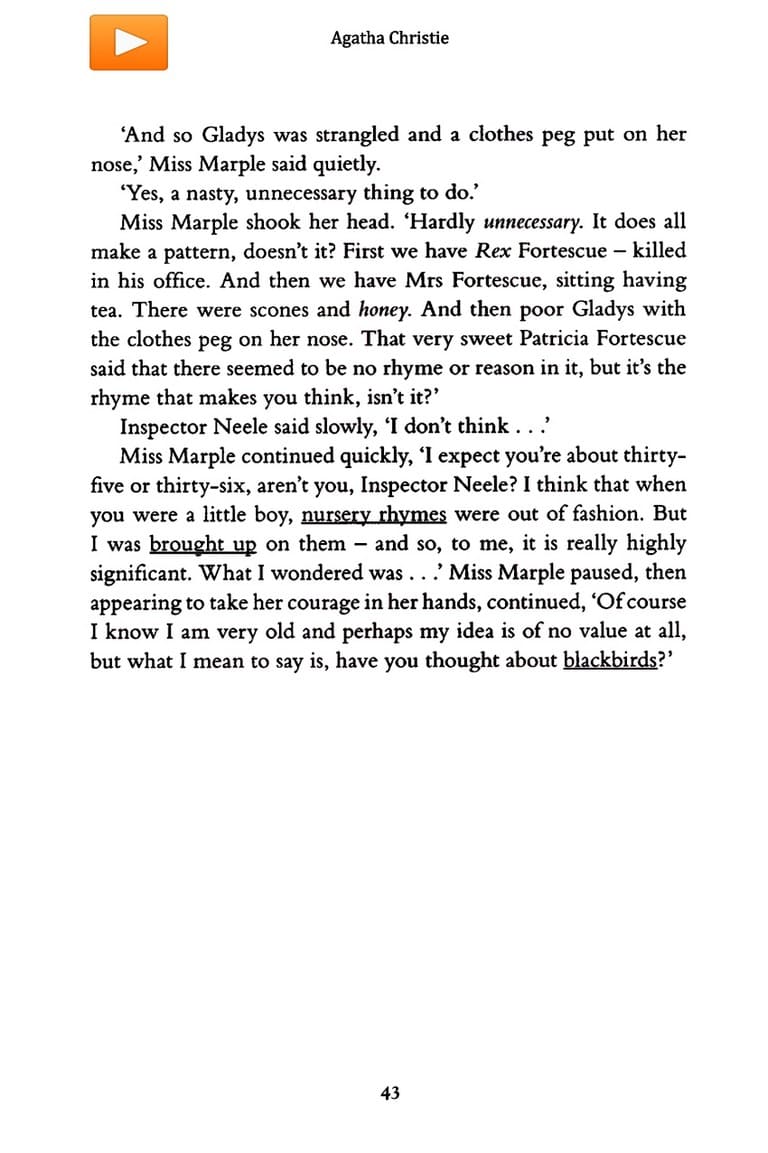 Agatha Christie
‘And so Gladys was strangled and a clothes peg put on her
nose,’ Miss Marple said quietly.
‘Yes, a nasty, unnecessary thing to do.’
Miss Marple shook her head. ‘Hardly unnecessary. It does all
make a pattern, doesn’t it? First we have Rex Fortescue – killed
in his office. And then we have Mrs Fortescue, sitting having
tea. There were scones and honey. And then poor Gladys with
the clothes peg on her nose. That very sweet Patricia Fortescue
said that there seemed to be no rhyme or reason in it, but it’s the
rhyme that makes you think, isn’t it?’
Inspector Neele said slowly, ‘I don’t think . . .’
Miss Marple continued quickly, ‘I expect you’re about thirty-
five or thirty-six, aren’t you, Inspector Neele? I think that when
you were a little boy, nursery rhymes were out of fashion. But
I was brought up on them – and so, to me, it is really highly
significant. What I wondered was . . .’ Miss Marple paused, then
appearing to take her courage in her hands, continued, ‘Of course
I know I am very old and perhaps my idea is of no value at all,
but what I mean to say is, have you thought about blackbirds?’
43